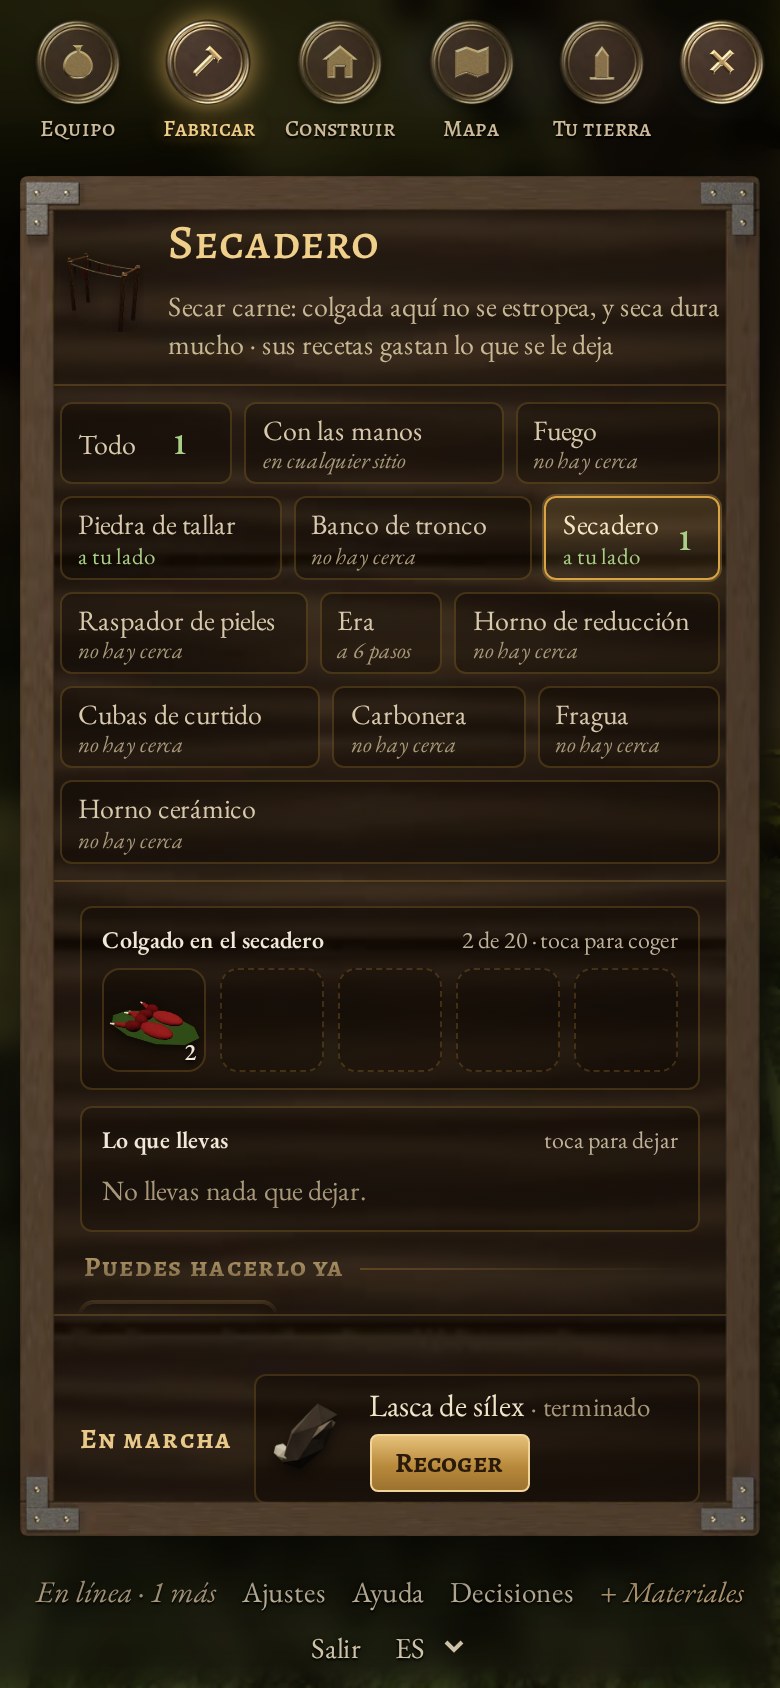 Equipo
Fabricar
Construir
Mapa
Tu tierra
Secadero
Secar carne: colgada aquí no se estropea, y seca dura
mucho · sus recetas gastan lo que se le deja
Todo 1
Con las manos
en cualquier sitio
Fuego
no hay cerca
Piedra de tallar
a tu lado
Banco de tronco
no hay cerca
Secadero 1
a tu lado
Raspador de pieles
no hay cerca
Era
a 6 pasos
Horno de reducción
no hay cerca
Cubas de curtido
no hay cerca
Carbonera
no hay cerca
Fragua
no hay cerca
Horno cerámico
no hay cerca
Colgado en el secadero 2 de 20 · toca para coger
2
Lo que llevas toca para dejar
No llevas nada que dejar.
Puedes hacerlo ya
En marcha
Lasca de sílex · terminado
Recoger
En línea · 1 más Ajustes Ayuda Decisiones + Materiales
Salir ES